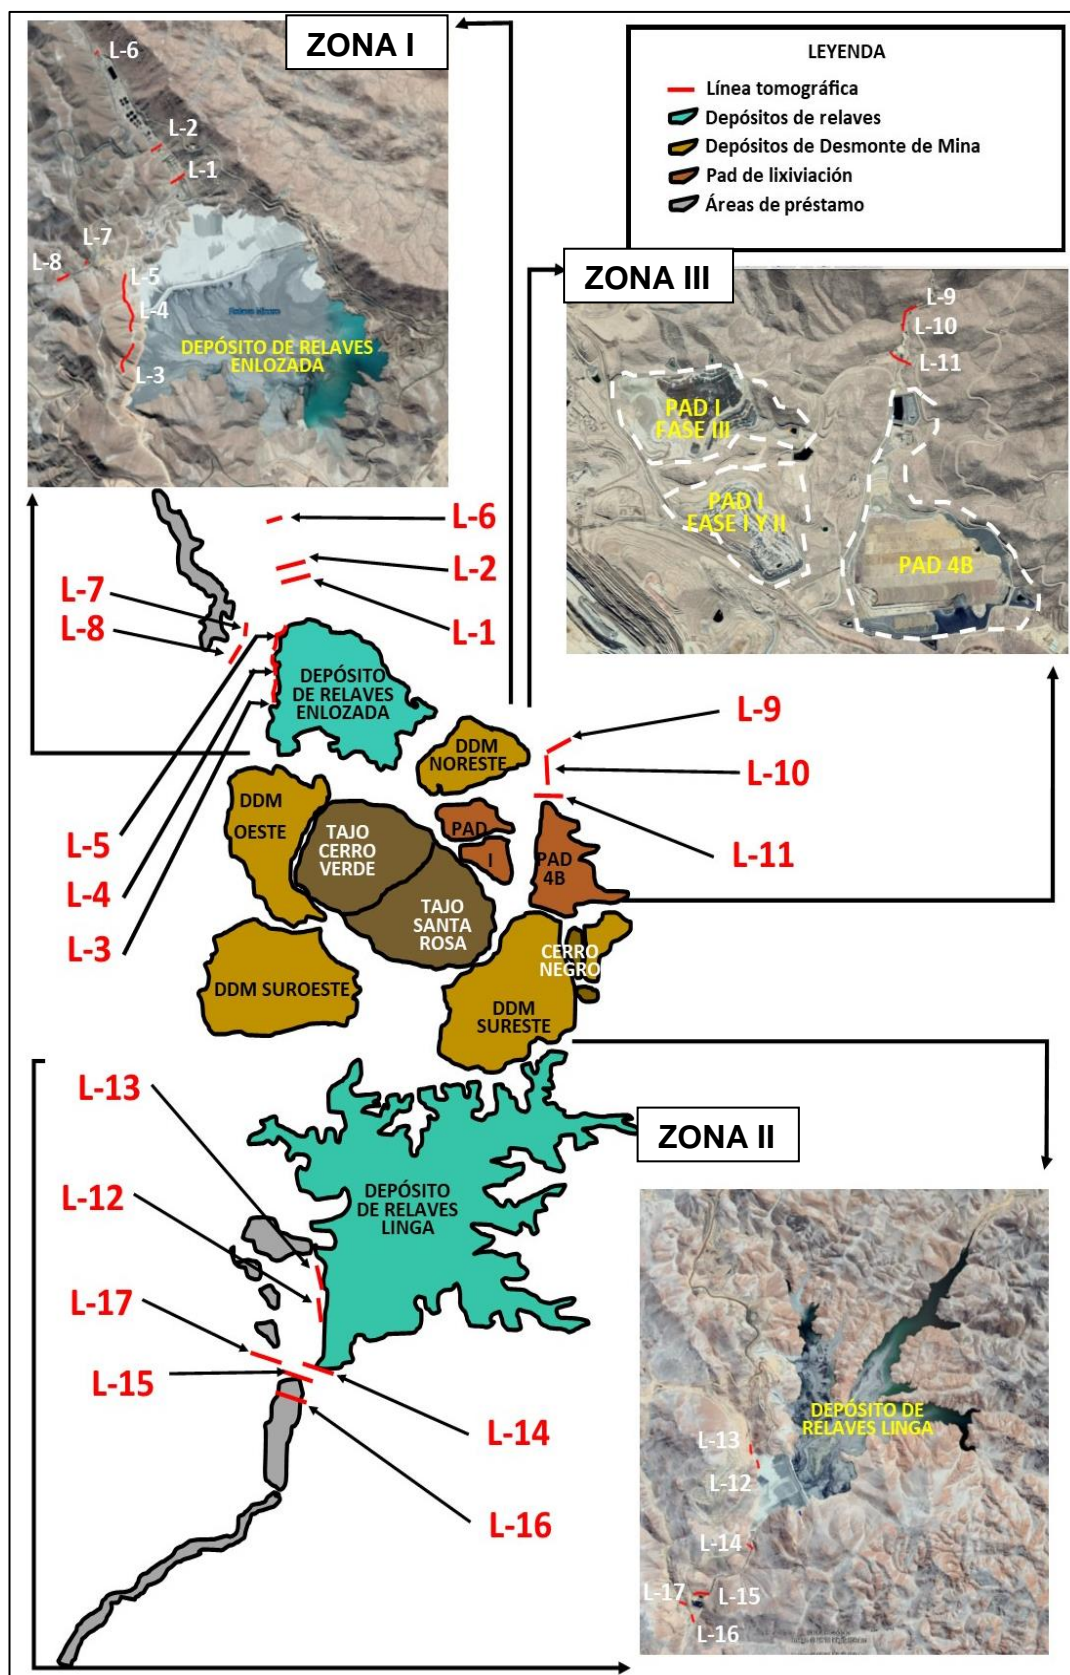 ZONA I
L-6
L-2
L-1
L-7
L-8
L-5
L-4
L-3
DEPÓSITO DE RELAVES
ENLOZADA
LEYENDA
Línea tomográfica
Depósitos de relaves
Depósitos de Desmonte de Mina
Pad de lixiviación
Áreas de préstamo
ZONA III
L-9
L-10
L-11
PAD I
FASE III
PAD I
FASE I Y II
PAD 4B
L-6
L-2
L-1
L-7
L-8
L-5
L-4
L-3
DEPÓSITO
DE RELAVES
ENLOZADA
DDM
NORESTE
L-9
L-10
L-11
DDM
OESTE
TAJO
CERRO
VERDE
PAD
I
PAD
4B
TAJO
SANTA
ROSA
DDM SUROESTE
CERRO
NEGRO
DDM
SURESTE
L-13
L-12
L-17
L-15
L-14
L-16
DEPÓSITO
DE RELAVES
LINGA
ZONA II
DEPÓSITO DE
RELAVES LINGA
L-13
L-12
L-14
L-17
L-15
L-16